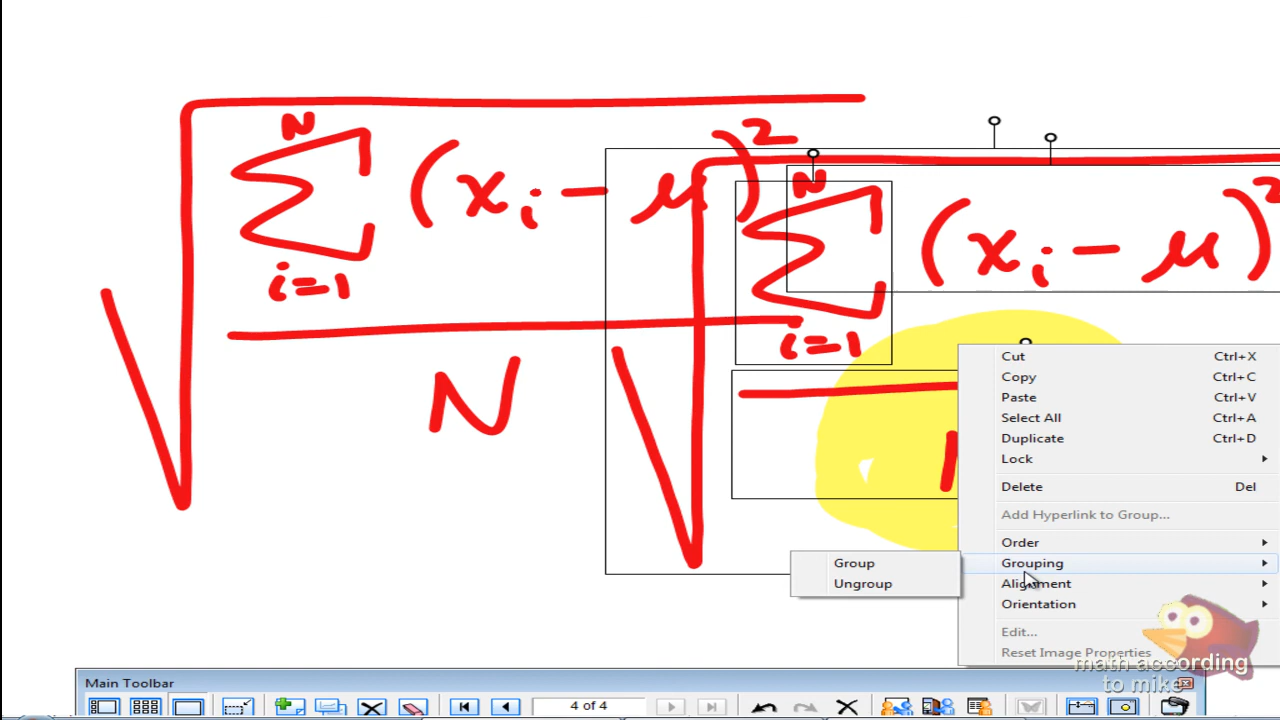 N
∑ (xᵢ - μ)²
i=1
N
N
∑ (xᵢ - μ)²
i=1
Cut Ctrl+X
Copy Ctrl+C
Paste Ctrl+V
Select All Ctrl+A
Duplicate Ctrl+D
Lock
Delete Del
Add Hyperlink to Group...
Order
Grouping
Group
Ungroup
Alignment
Orientation
Edit...
Reset Image Properties
math according
to mike
Main Toolbar
4 of 4